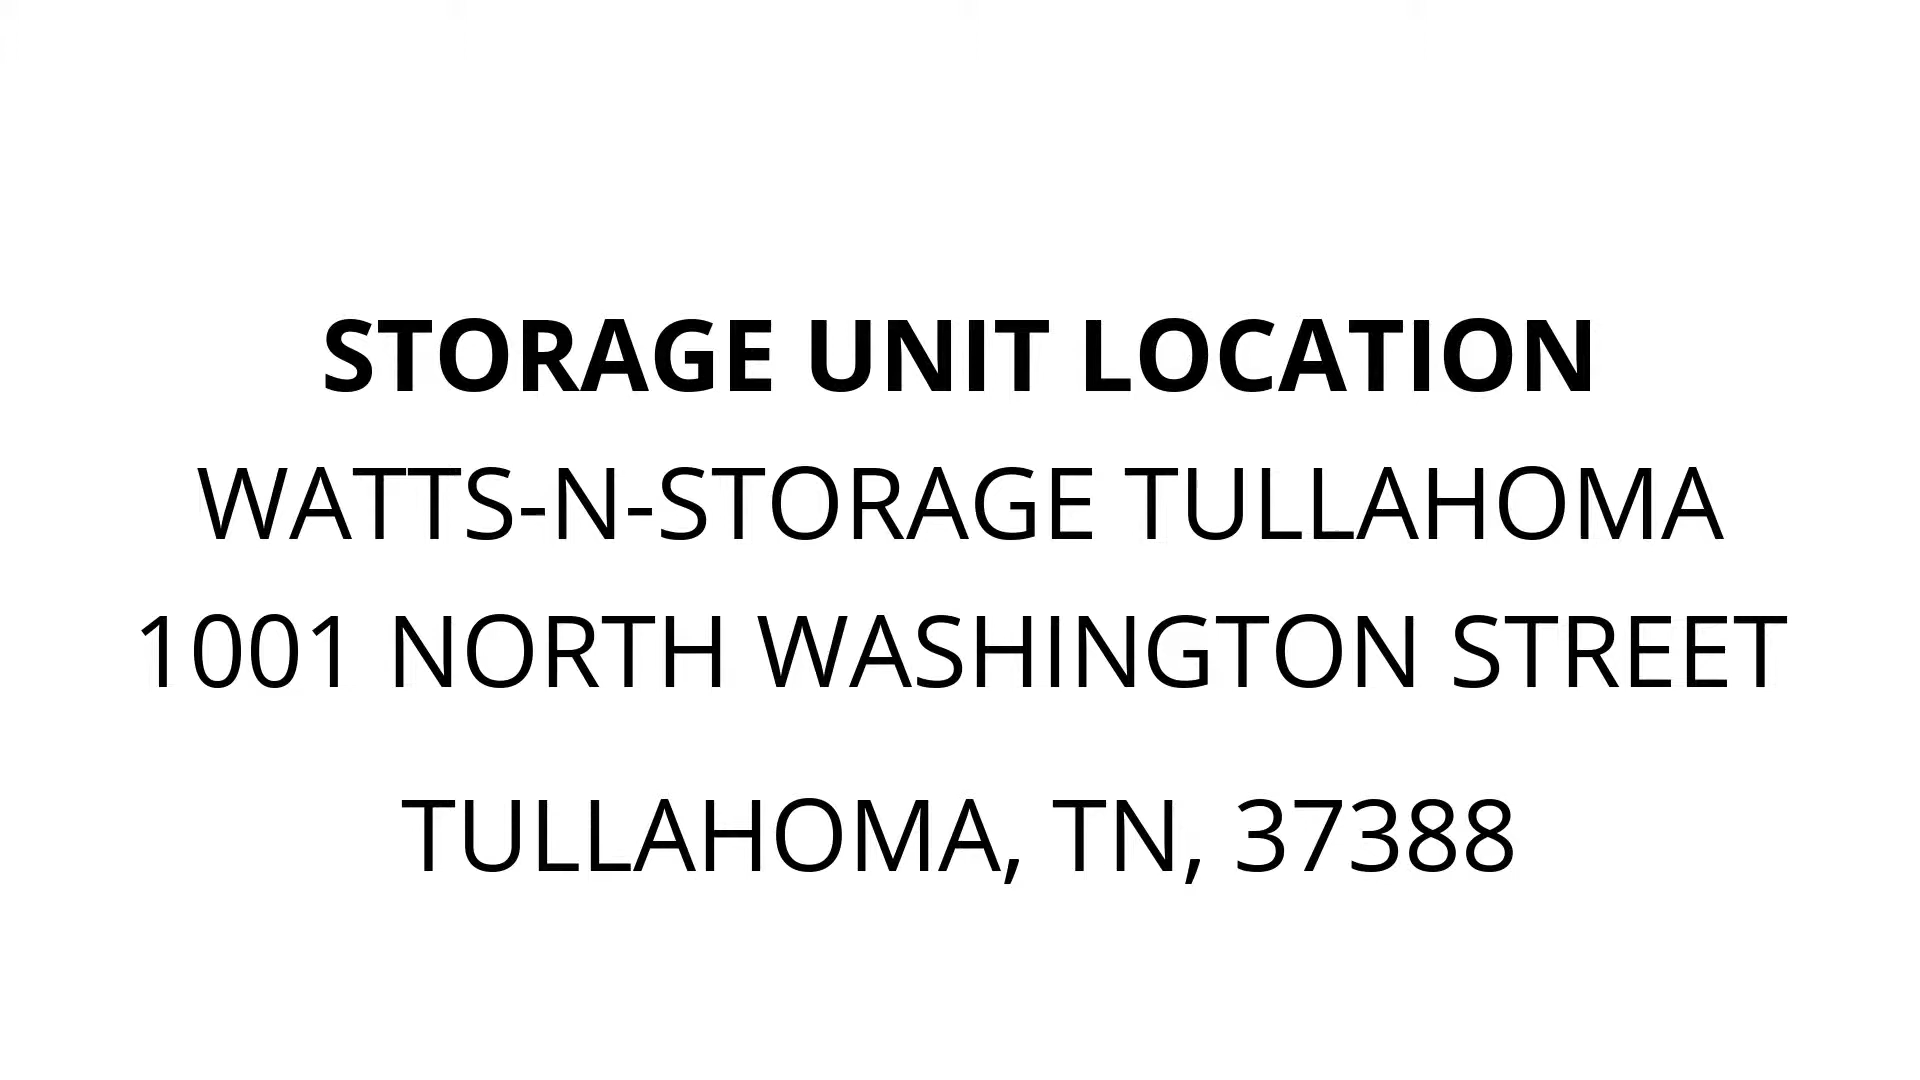 STORAGE UNIT LOCATION
WATTS-N-STORAGE TULLAHOMA
1001 NORTH WASHINGTON STREET
TULLAHOMA, TN, 37388